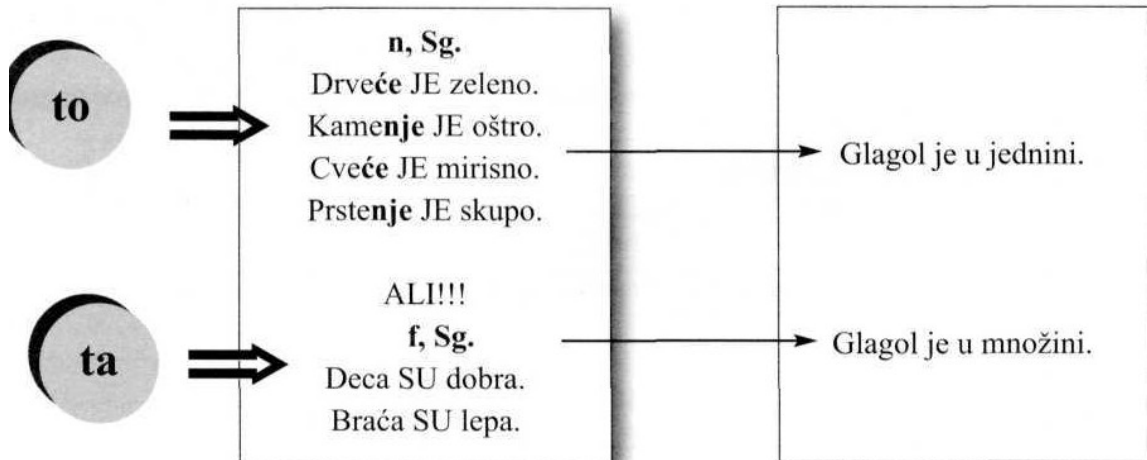 to
n, Sg.
Drveće JE zeleno.
Kamenje JE oštro.
Cveće JE mirisno.
Prstenje JE skupo.
Glagol je u jednini.
ta
ALI!!!
f, Sg.
Deca SU dobra.
Braća SU lepa.
Glagol je u množini.